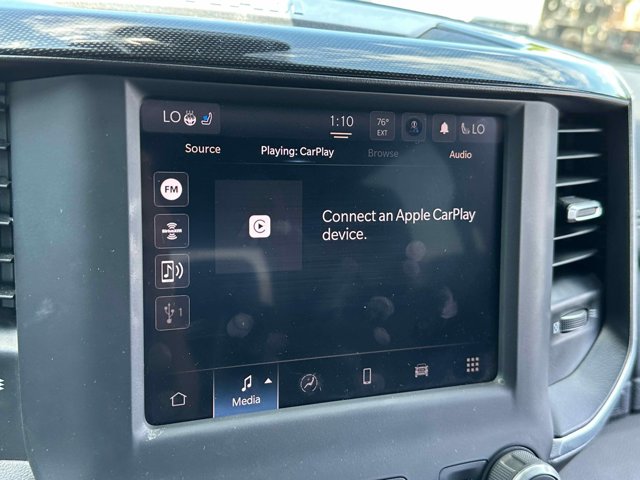 LO
1:10
76°
EXT
LO
Source
Playing: CarPlay
Browse
Audio
FM
SiriusXM
Connect an Apple CarPlay
device.
1
Media